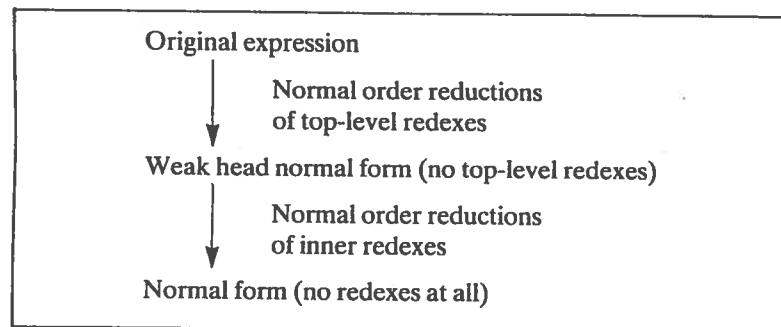 Original expression
Normal order reductions
of top-level redexes
Weak head normal form (no top-level redexes)
Normal order reductions
of inner redexes
Normal form (no redexes at all)